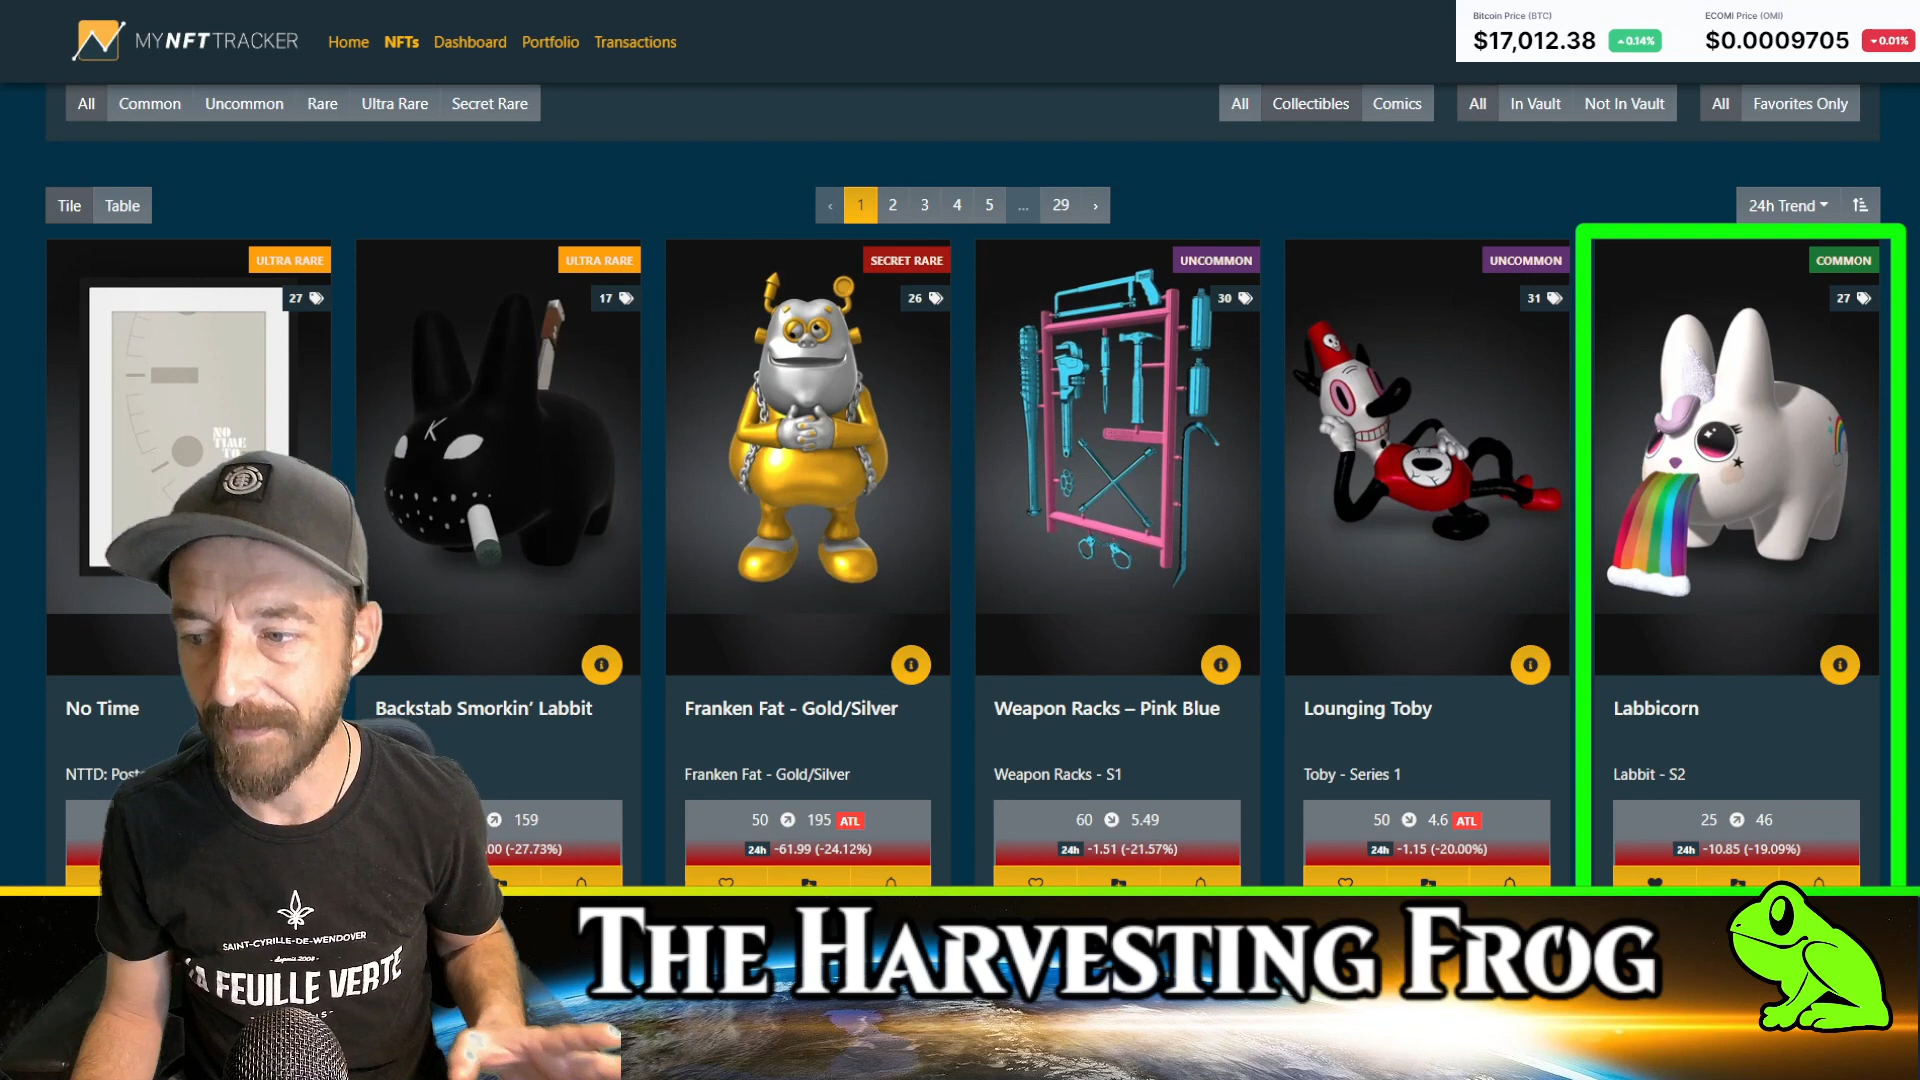 MYNFTTRACKER
Home NFTs Dashboard Portfolio Transactions
Bitcoin Price (BTC)
$17,012.38 0.14%
ECOMI Price (OMI)
$0.0009705 -0.01%
All Common Uncommon Rare Ultra Rare Secret Rare
All Collectibles Comics
All In Vault Not In Vault
All Favorites Only
Tile Table
‹ 1 2 3 4 5 ... 29 ›
24h Trend
ULTRA RARE
27
NO
TIME
TO
No Time
NTTD:
ULTRA RARE
17
K
Backstab Smorkin' Labbit
159
.00 (-27.73%)
SECRET RARE
26
Franken Fat - Gold/Silver
Franken Fat - Gold/Silver
50 195 ATL
24h -61.99 (-24.12%)
UNCOMMON
30
Weapon Racks – Pink Blue
Weapon Racks - S1
60 5.49
24h -1.51 (-21.57%)
UNCOMMON
31
Lounging Toby
Toby - Series 1
50 4.6 ATL
24h -1.15 (-20.00%)
COMMON
27
Labbicorn
Labbit - S2
25 46
24h -10.85 (-19.09%)
SAINT-CYRILLE-DE-WENDOVER
depuis 2008
LA FEUILLE VERTE
THE HARVESTING FROG